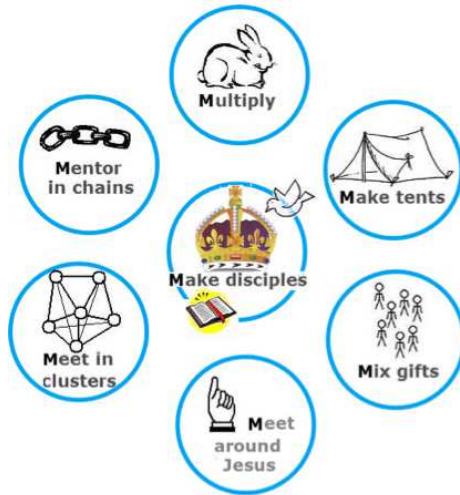 Multiply
Mentor
in chains
Make tents
Make disciples
Meet in
clusters
Mix gifts
Meet
around
Jesus